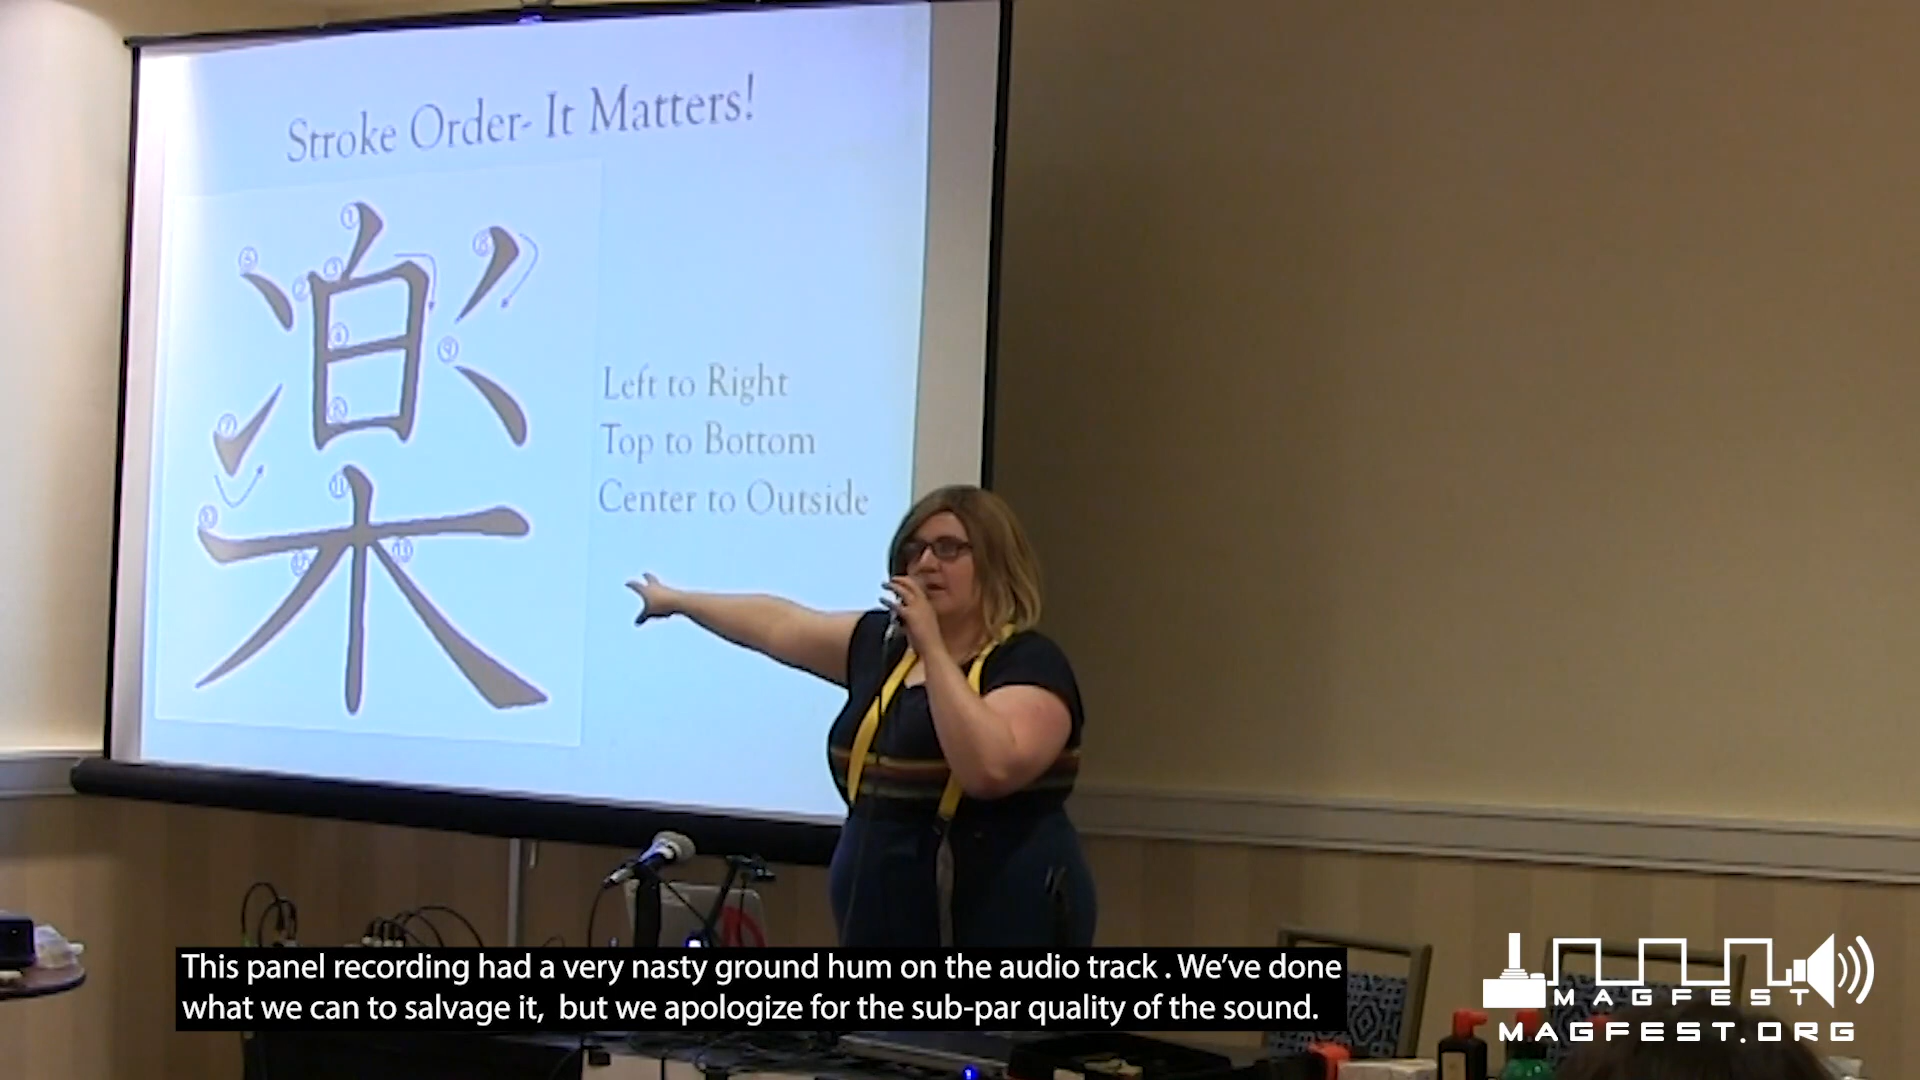 Stroke Order- It Matters!
楽
Left to Right
Top to Bottom
Center to Outside
This panel recording had a very nasty ground hum on the audio track . We've done
what we can to salvage it,  but we apologize for the sub-par quality of the sound.
MAGFEST
MAGFEST.ORG